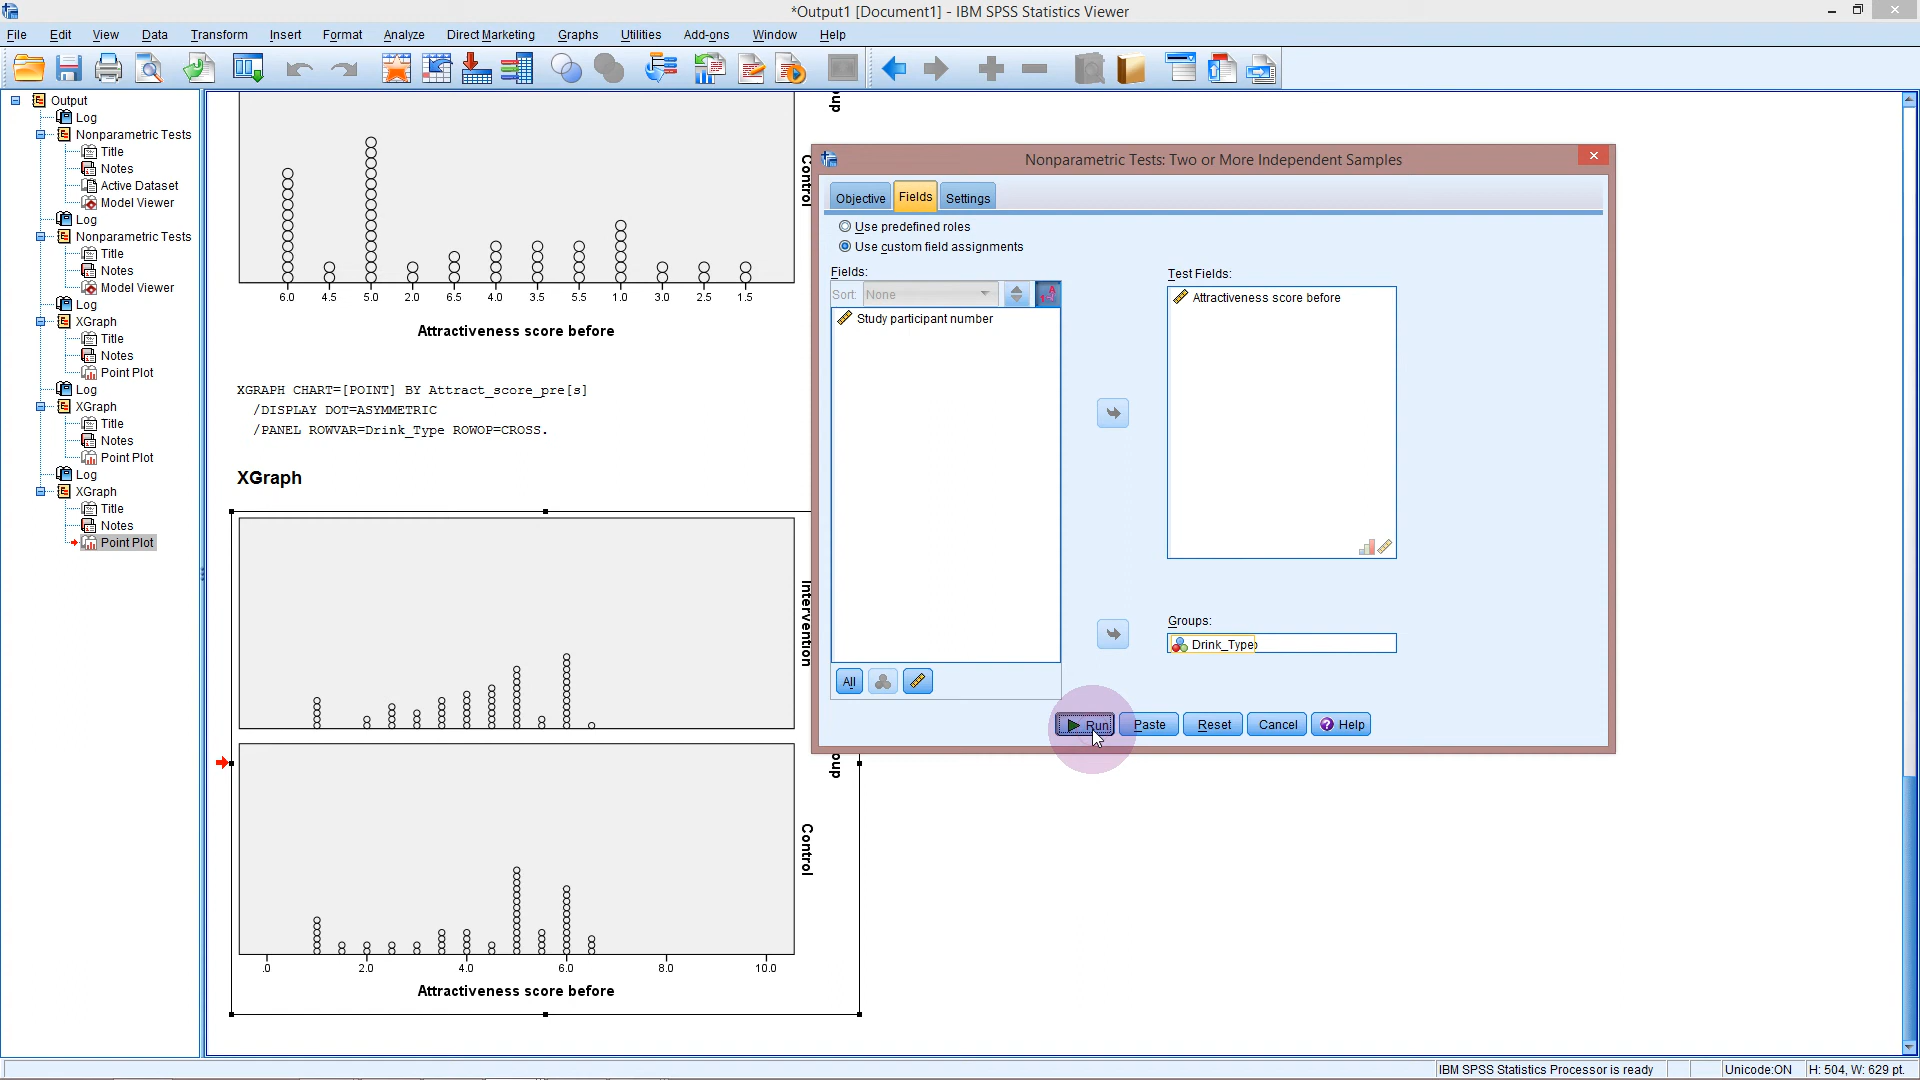 *Output1 [Document1] - IBM SPSS Statistics Viewer
File Edit View Data Transform Insert Format Analyze Direct Marketing Graphs Utilities Add-ons Window Help
Output
Log
Nonparametric Tests
Title
Notes
Active Dataset
Model Viewer
Log
Nonparametric Tests
Title
Notes
Model Viewer
Log
XGraph
Title
Notes
Point Plot
Log
XGraph
Title
Notes
Point Plot
Log
XGraph
Title
Notes
Point Plot
Control
6.0 4.5 5.0 2.0 6.5 4.0 3.5 5.5 1.0 3.0 2.5 1.5
Attractiveness score before
XGRAPH CHART=[POINT] BY Attract_score_pre[s]
/DISPLAY DOT=ASYMMETRIC
/PANEL ROWVAR=Drink_Type ROWOP=CROSS.
XGraph
Intervention
Control
.0 2.0 4.0 6.0 8.0 10.0
Attractiveness score before
Nonparametric Tests: Two or More Independent Samples
Objective Fields Settings
Use predefined roles
Use custom field assignments
Fields:
Sort: None
Study participant number
All
Test Fields:
Attractiveness score before
Groups:
Drink_Type
Run Paste Reset Cancel Help
IBM SPSS Statistics Processor is ready Unicode:ON H: 504, W: 629 pt.